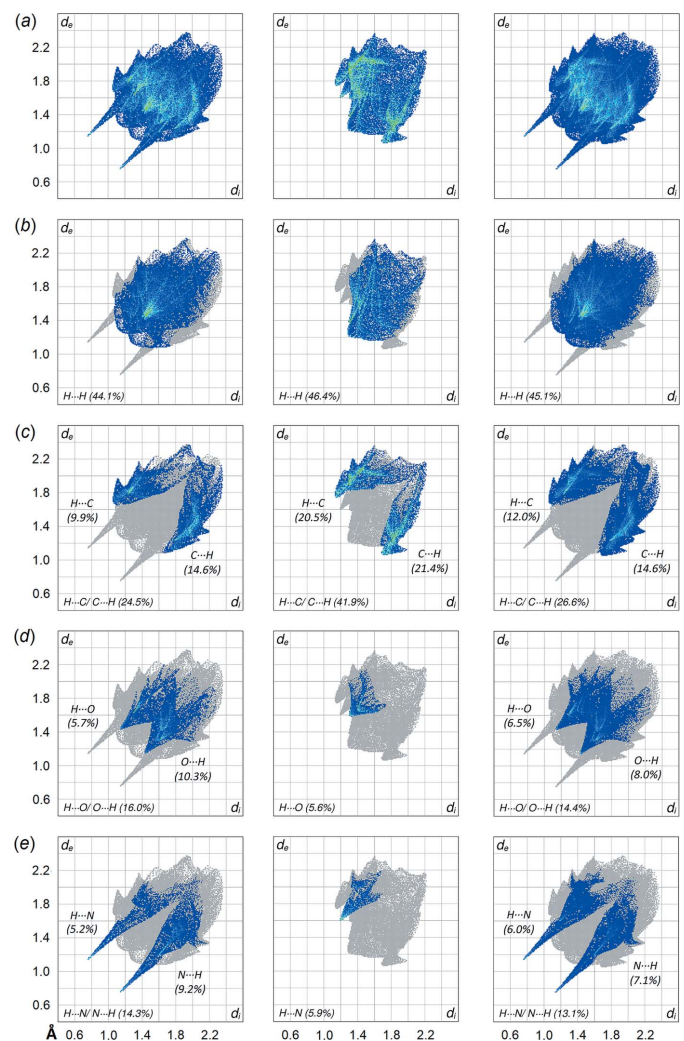 (a)
dₑ dₑ dₑ
2.2
1.8
1.4
1.0
0.6
dᵢ dᵢ dᵢ
(b)
dₑ dₑ dₑ
2.2
1.8
1.4
1.0
0.6
H···H (44.1%) dᵢ H···H (46.4%) dᵢ H···H (45.1%) dᵢ
(c)
dₑ dₑ dₑ
2.2
1.8
H···C H···C H···C
(9.9%) (20.5%) (12.0%)
1.4
1.0
C···H C···H C···H
(14.6%) (21.4%) (14.6%)
0.6
H···C/ C···H (24.5%) dᵢ H···C/ C···H (41.9%) dᵢ H···C/ C···H (26.6%) dᵢ
(d)
dₑ dₑ dₑ
2.2
1.8
H···O H···O
(5.7%) (6.5%)
1.4
1.0
O···H O···H
(10.3%) (8.0%)
0.6
H···O/ O···H (16.0%) dᵢ H···O (5.6%) dᵢ H···O/ O···H (14.4%) dᵢ
(e)
dₑ dₑ dₑ
2.2
1.8
H···N H···N
(5.2%) (6.0%)
1.4
1.0
N···H N···H
(9.2%) (7.1%)
0.6
H···N/ N···H (14.3%) dᵢ H···N (5.9%) dᵢ H···N/ N···H (13.1%) dᵢ
Å 0.6 1.0 1.4 1.8 2.2 0.6 1.0 1.4 1.8 2.2 0.6 1.0 1.4 1.8 2.2